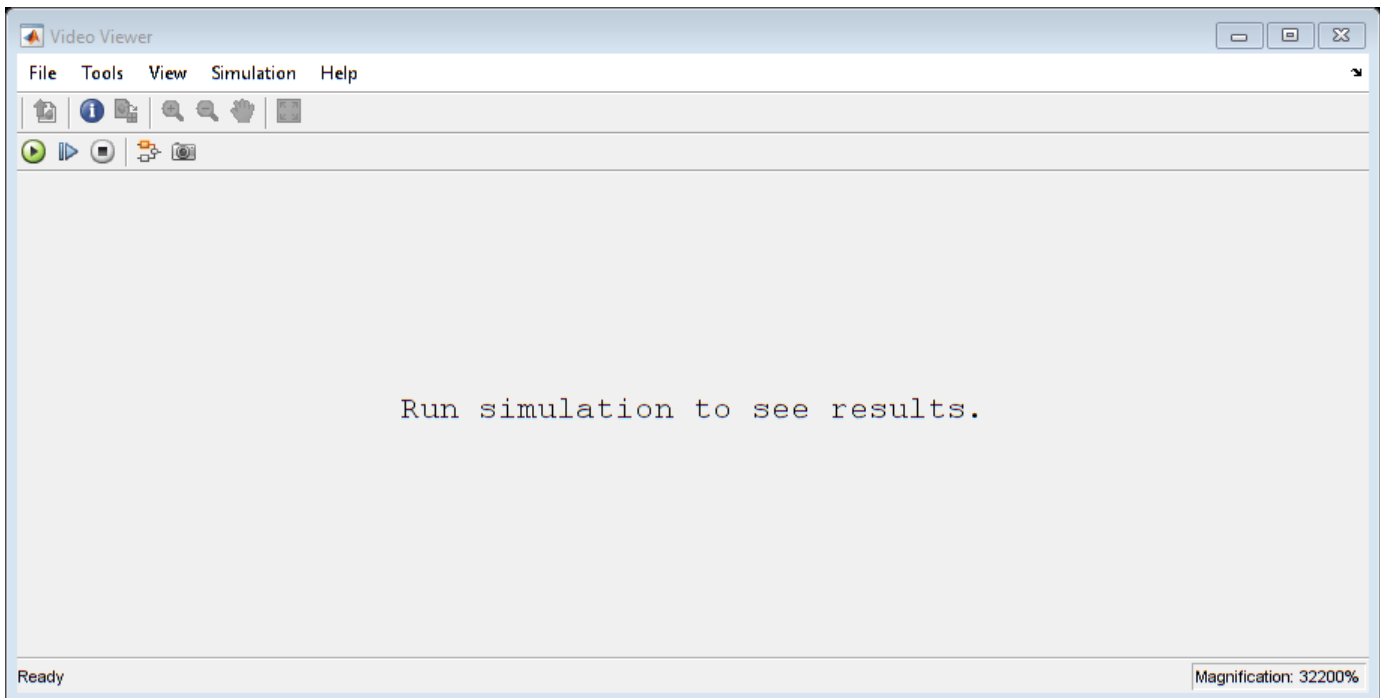 Video Viewer
File Tools View Simulation Help
Run simulation to see results.
Ready Magnification: 32200%